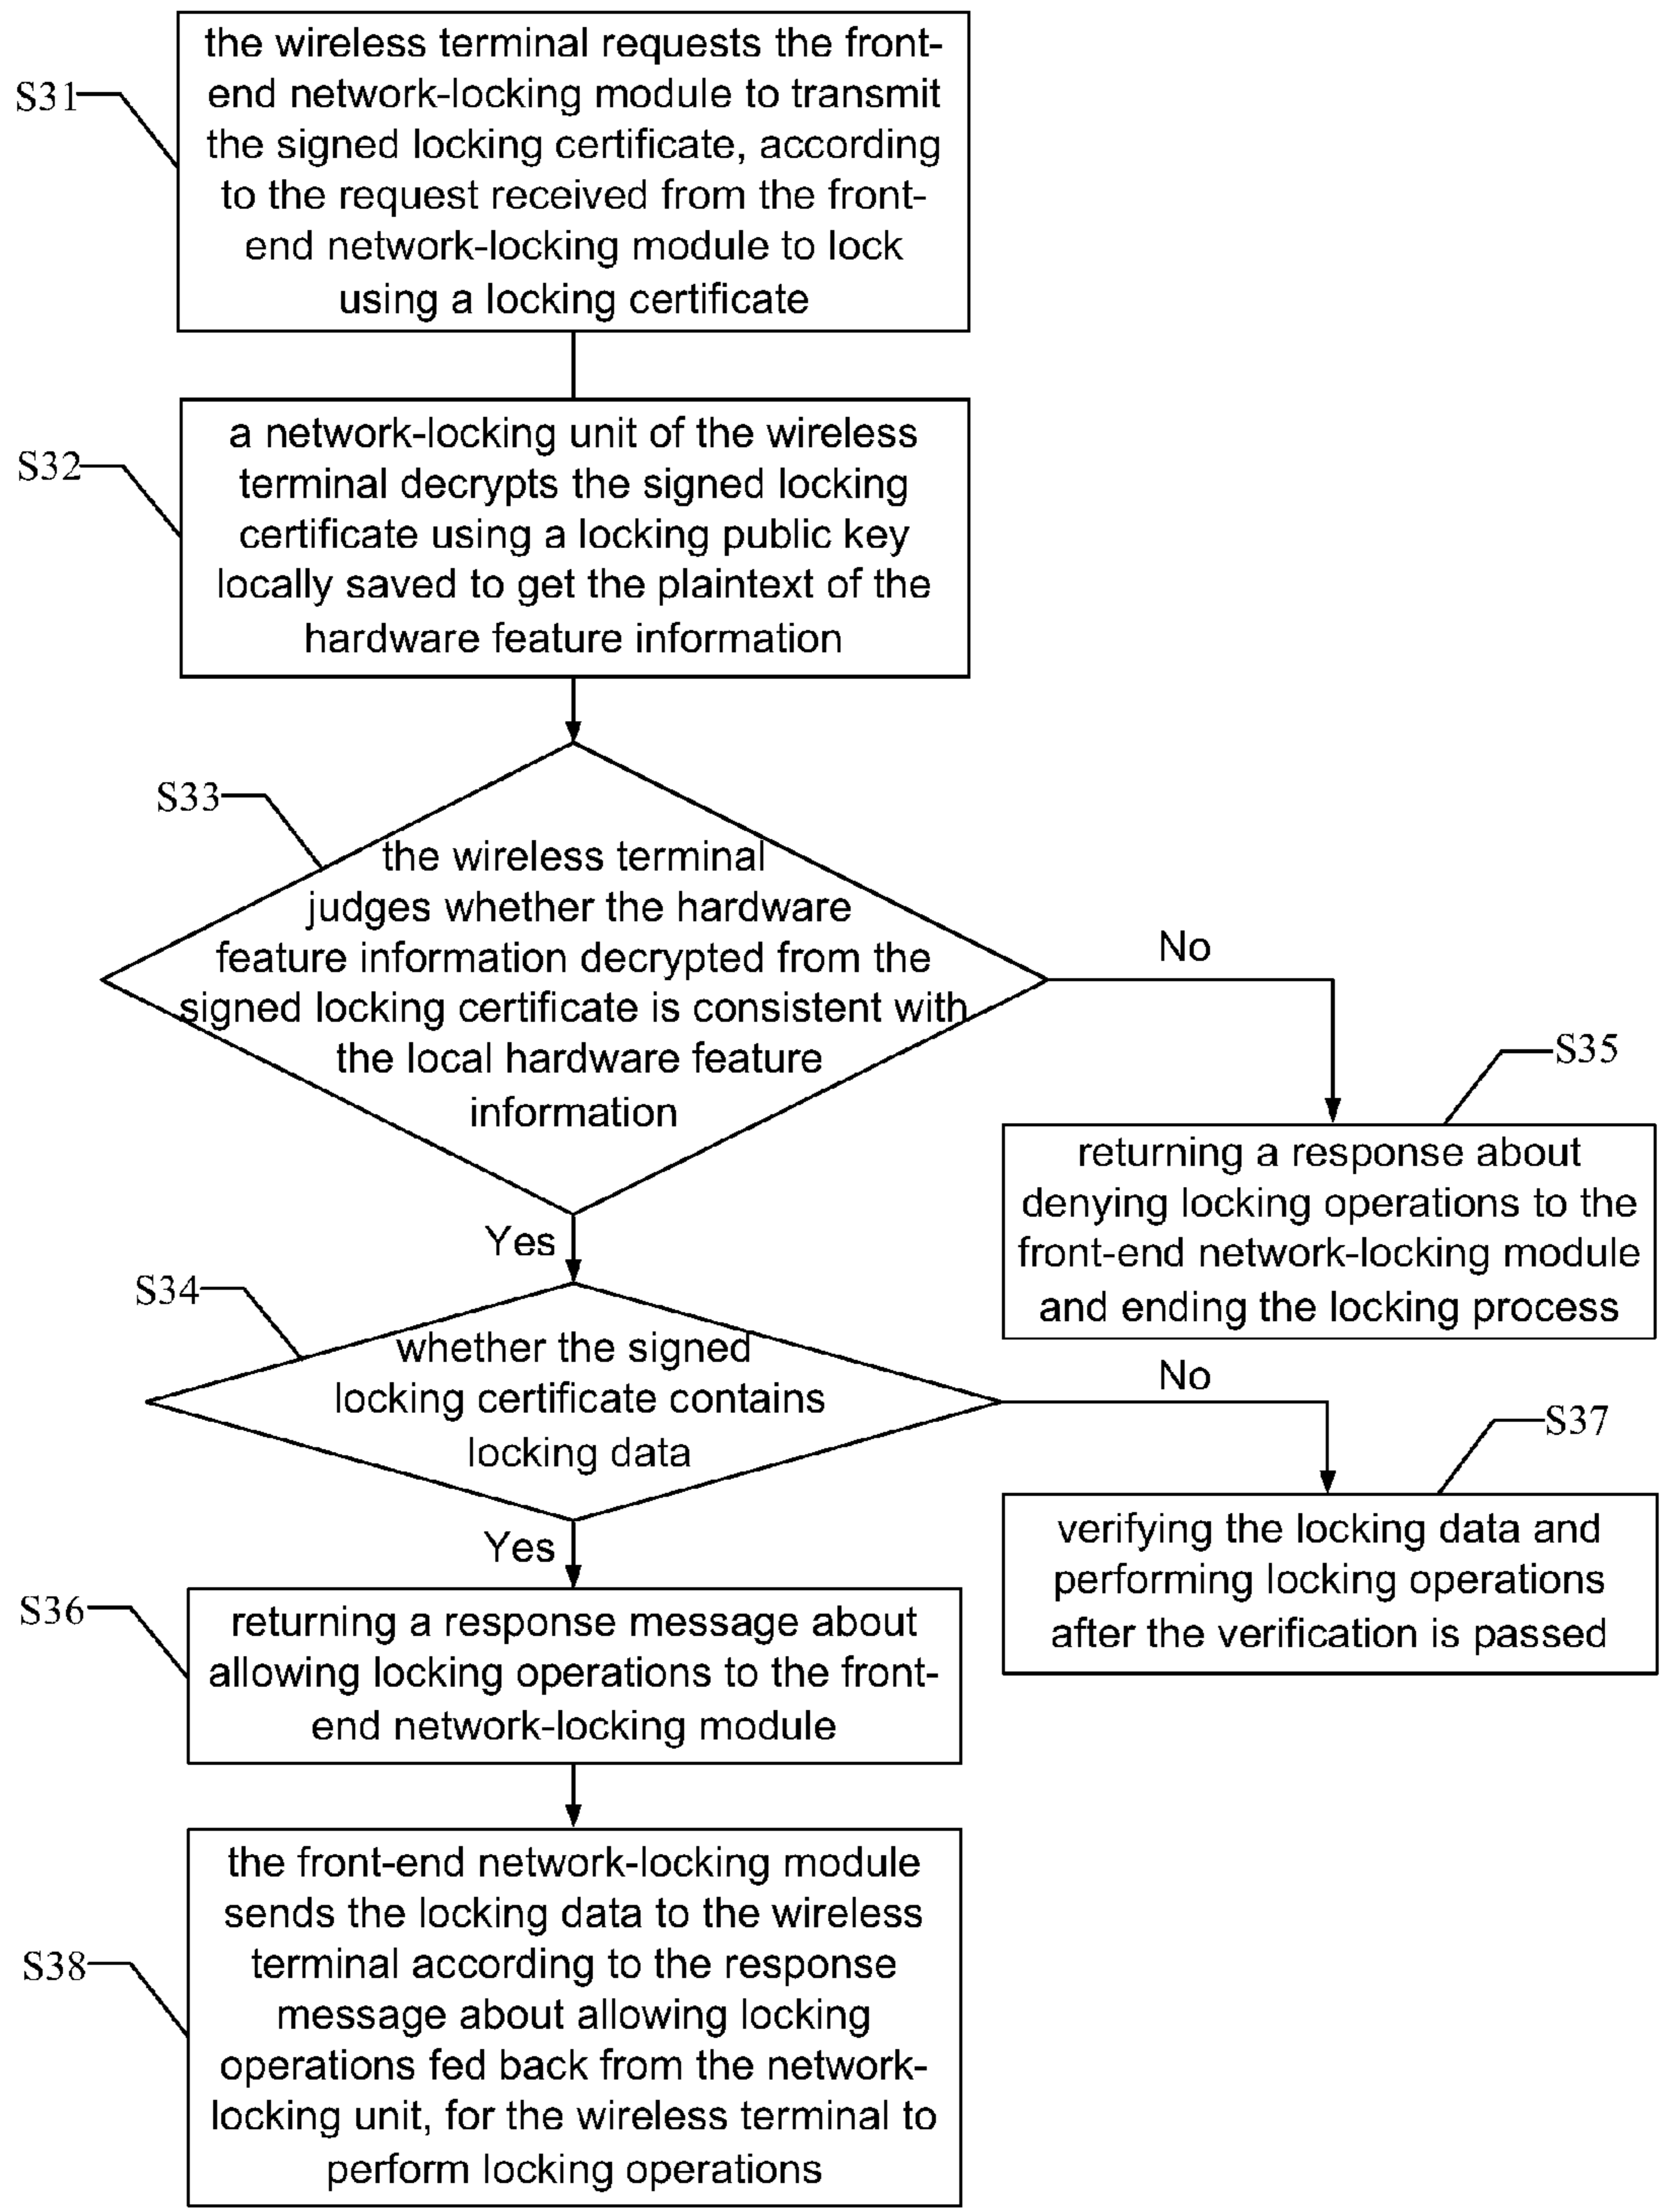 S31
the wireless terminal requests the front-
end network-locking module to transmit
the signed locking certificate, according
to the request received from the front-
end network-locking module to lock
using a locking certificate
S32
a network-locking unit of the wireless
terminal decrypts the signed locking
certificate using a locking public key
locally saved to get the plaintext of the
hardware feature information
S33
the wireless terminal
judges whether the hardware
feature information decrypted from the
signed locking certificate is consistent with
the local hardware feature
information
No
S35
returning a response about
denying locking operations to the
front-end network-locking module
and ending the locking process
Yes
S34
whether the signed
locking certificate contains
locking data
No
S37
verifying the locking data and
performing locking operations
after the verification is passed
Yes
S36
returning a response message about
allowing locking operations to the front-
end network-locking module
S38
the front-end network-locking module
sends the locking data to the wireless
terminal according to the response
message about allowing locking
operations fed back from the network-
locking unit, for the wireless terminal to
perform locking operations